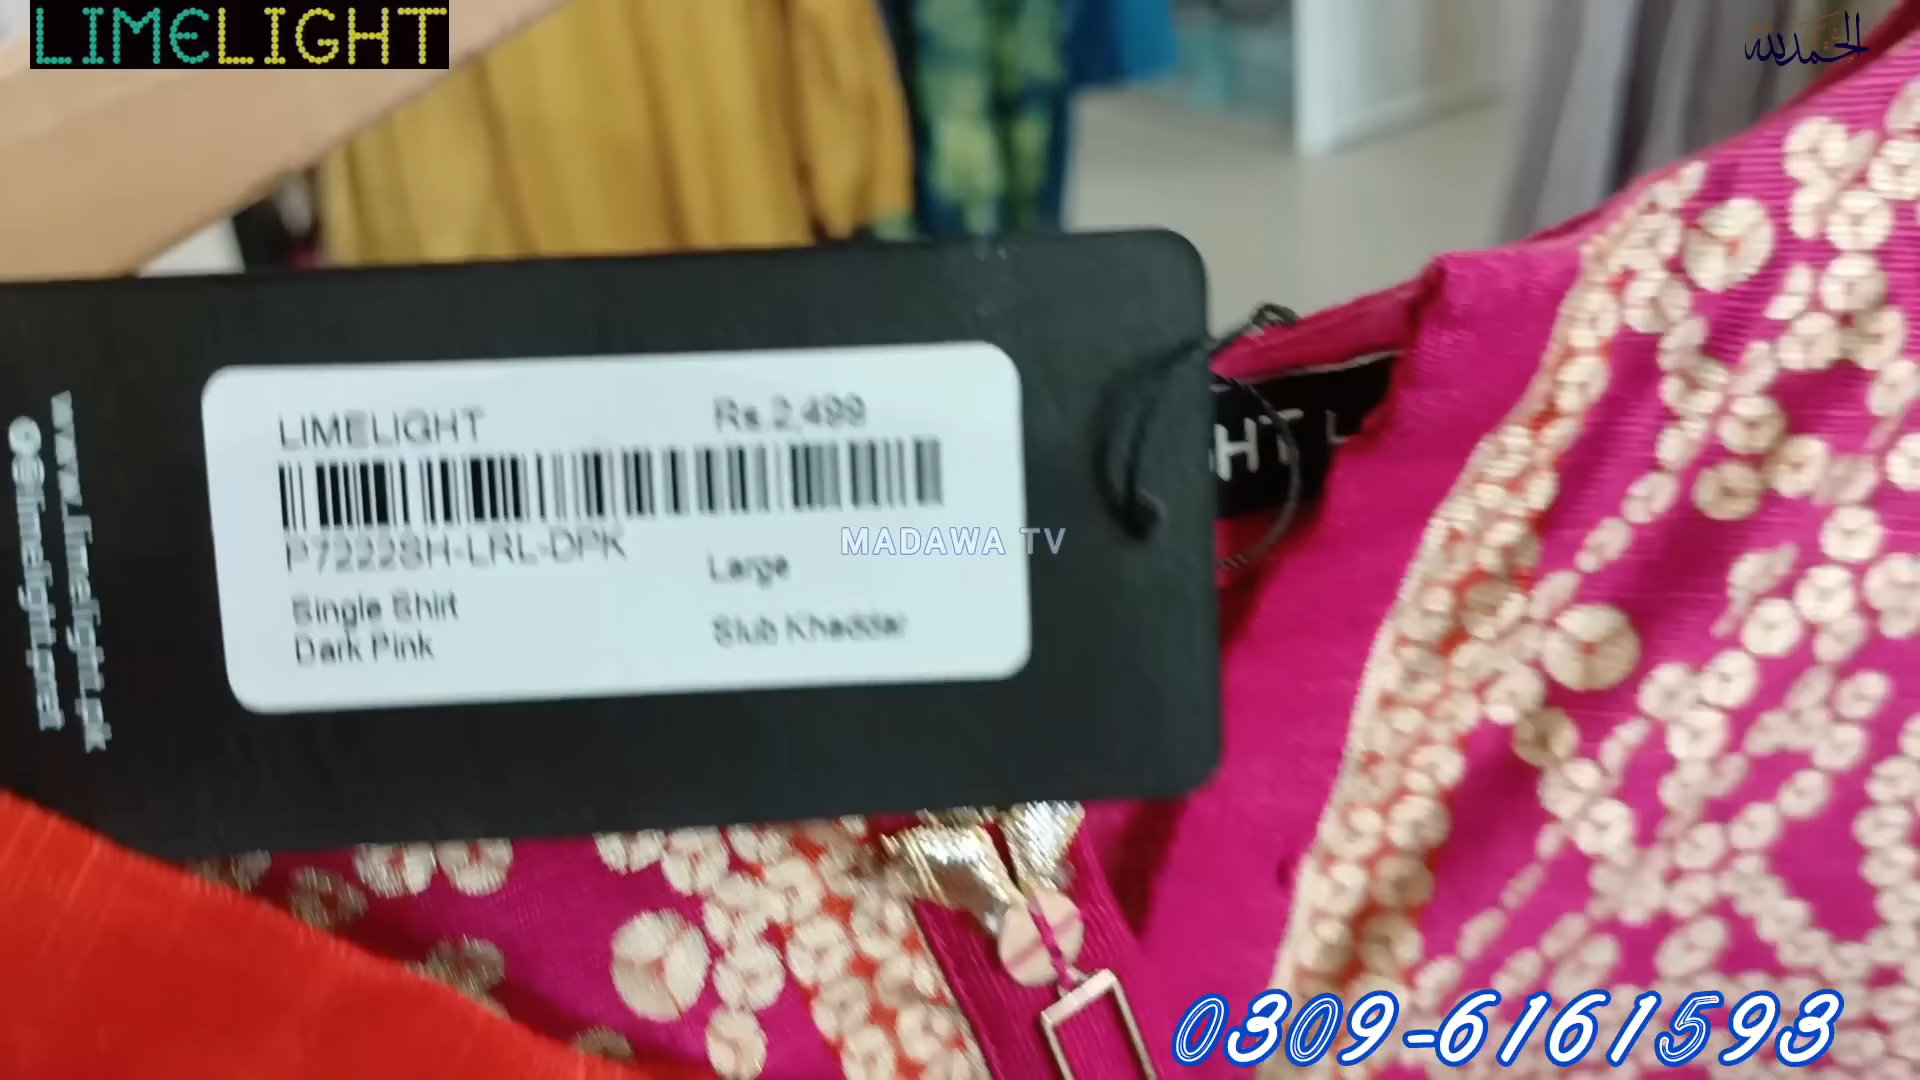 LIMELIGHT
الحمدلله
LIMELIGHT Rs.2,499
P7222SH-LRL-DPK
Large
Single Shirt
Slub Khaddar
Dark Pink
www.limelight.pk
MADAWA TV
0309-6161593